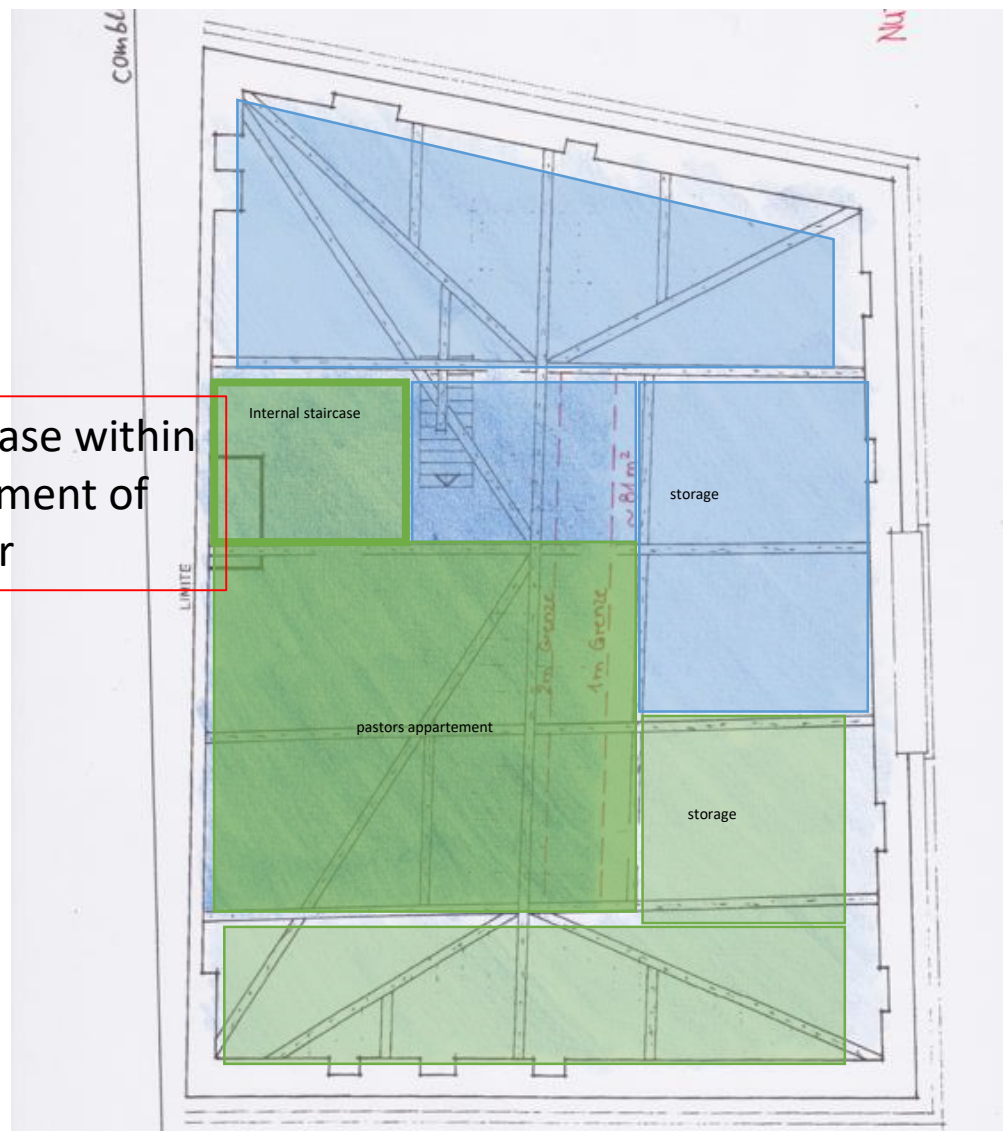 Combl
Nu
Internal staircase
ase within
ment of
r
storage
~ 81 m²
LIMITE
2m Grenze
1m Grenze
pastors appartement
storage